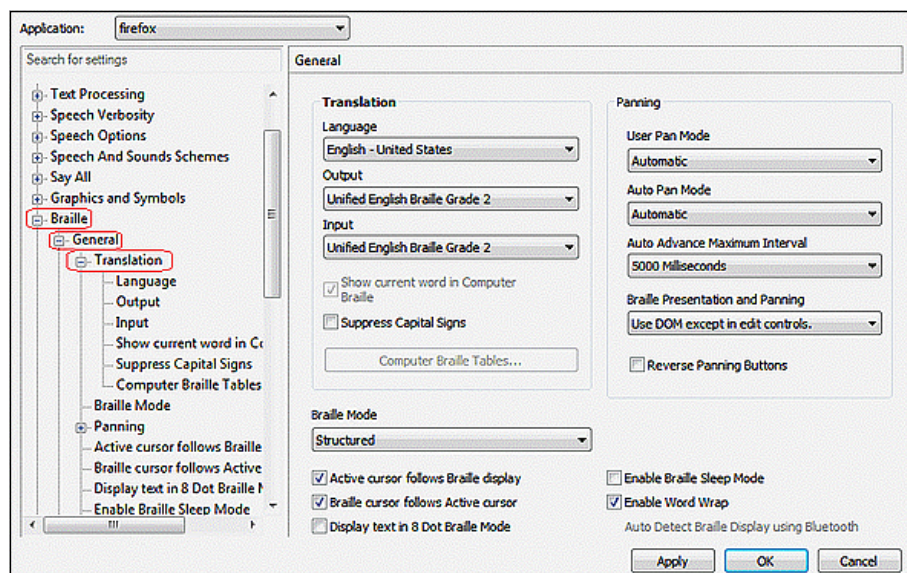 Application: firefox
Search for settings
Text Processing
Speech Verbosity
Speech Options
Speech And Sounds Schemes
Say All
Graphics and Symbols
Braille
General
Translation
Language
Output
Input
Show current word in Co
Suppress Capital Signs
Computer Braille Tables
Braille Mode
Panning
Active cursor follows Braille
Braille cursor follows Active
Display text in 8 Dot Braille M
Enable Braille Sleep Mode
General
Translation
Language
English - United States
Output
Unified English Braille Grade 2
Input
Unified English Braille Grade 2
Show current word in Computer
Braille
Suppress Capital Signs
Computer Braille Tables...
Panning
User Pan Mode
Automatic
Auto Pan Mode
Automatic
Auto Advance Maximum Interval
5000 Milliseconds
Braille Presentation and Panning
Use DOM except in edit controls.
Reverse Panning Buttons
Braille Mode
Structured
Active cursor follows Braille display
Braille cursor follows Active cursor
Display text in 8 Dot Braille Mode
Enable Braille Sleep Mode
Enable Word Wrap
Auto Detect Braille Display using Bluetooth
Apply OK Cancel